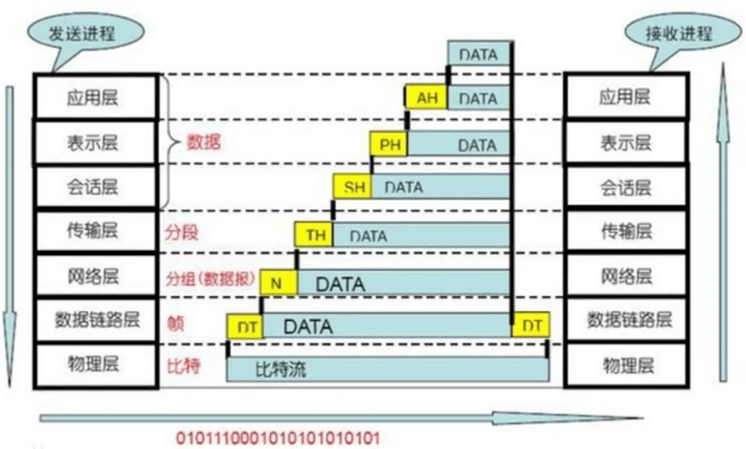 发送进程
接收进程
DATA
应用层
AH
DATA
应用层
表示层
数据
PH
DATA
表示层
会话层
SH
DATA
会话层
传输层
分段
TH
DATA
传输层
网络层
分组(数据报)
N
DATA
网络层
数据链路层
帧
DT
DATA
DT
数据链路层
物理层
比特
比特流
物理层
0101110001010101010101